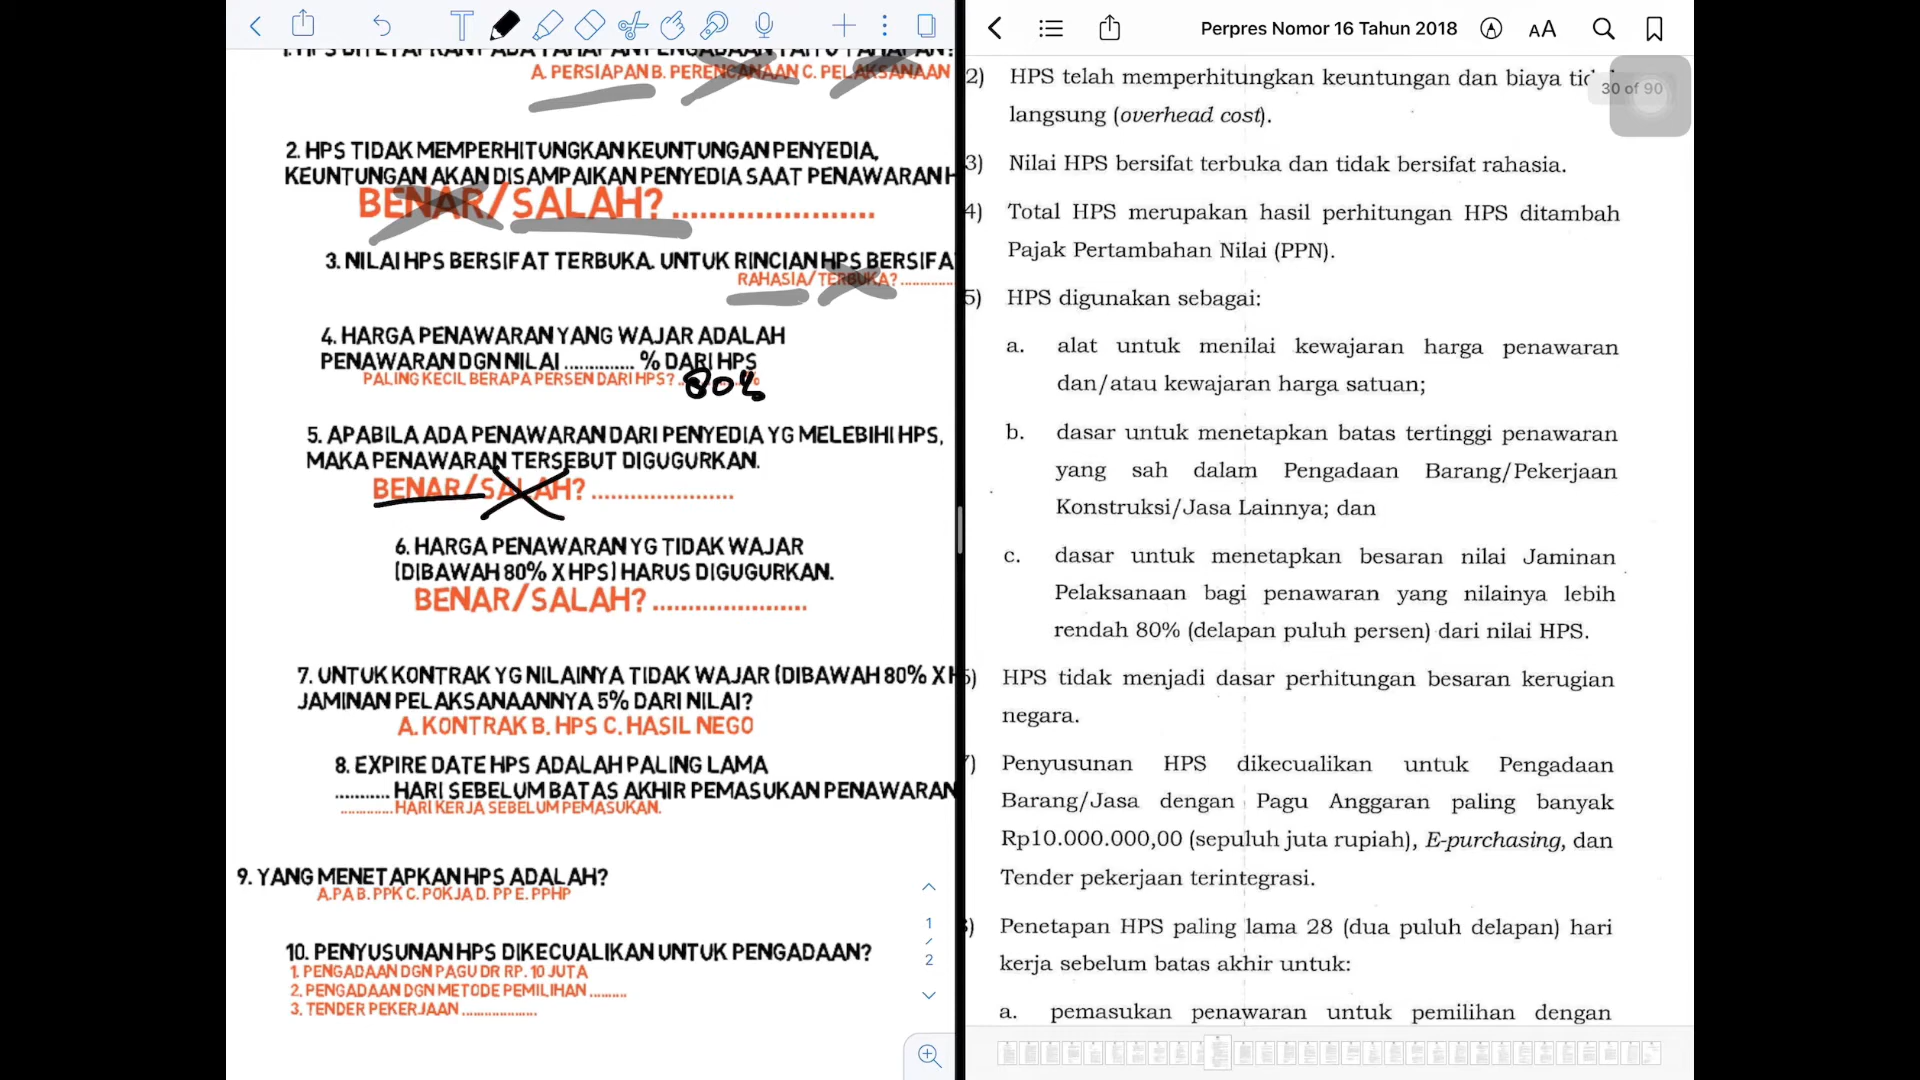 A. PERSIAPAN B. PERENCANAAN C. PELAKSANAAN
2. HPS TIDAK MEMPERHITUNGKAN KEUNTUNGAN PENYEDIA,
KEUNTUNGAN AKAN DISAMPAIKAN PENYEDIA SAAT PENAWARAN H
BENAR/SALAH? ......................
3. NILAI HPS BERSIFAT TERBUKA. UNTUK RINCIAN HPS BERSIFA
RAHASIA/TERBUKA? ............
4. HARGA PENAWARAN YANG WAJAR ADALAH
PENAWARAN DGN NILAI .............. % DARI HPS
PALING KECIL BERAPA PERSEN DARI HPS? ............%
80%
5. APABILA ADA PENAWARAN DARI PENYEDIA YG MELEBIHI HPS,
MAKA PENAWARAN TERSEBUT DIGUGURKAN.
BENAR/SALAH? ......................
6. HARGA PENAWARAN YG TIDAK WAJAR
(DIBAWAH 80% X HPS) HARUS DIGUGURKAN.
BENAR/SALAH? ......................
7. UNTUK KONTRAK YG NILAINYA TIDAK WAJAR (DIBAWAH 80% X H
JAMINAN PELAKSANAANNYA 5% DARI NILAI?
A. KONTRAK B. HPS C. HASIL NEGO
8. EXPIRE DATE HPS ADALAH PALING LAMA
........... HARI SEBELUM BATAS AKHIR PEMASUKAN PENAWARAN
.............. HARI KERJA SEBELUM PEMASUKAN.
9. YANG MENETAPKAN HPS ADALAH?
A.PA B. PPK C. POKJA D. PP E. PPHP
10. PENYUSUNAN HPS DIKECUALIKAN UNTUK PENGADAAN?
1. PENGADAAN DGN PAGU DR RP. 10 JUTA
2. PENGADAAN DGN METODE PEMILIHAN .........
3. TENDER PEKERJAAN ...................
1
/
2
Perpres Nomor 16 Tahun 2018
AA
30 of 90
2) HPS telah memperhitungkan keuntungan dan biaya
langsung (overhead cost).
3) Nilai HPS bersifat terbuka dan tidak bersifat rahasia.
4) Total HPS merupakan hasil perhitungan HPS ditambah
Pajak Pertambahan Nilai (PPN).
5) HPS digunakan sebagai:
a. alat untuk menilai kewajaran harga penawaran
dan/atau kewajaran harga satuan;
b. dasar untuk menetapkan batas tertinggi penawaran
yang sah dalam Pengadaan Barang/Pekerjaan
Konstruksi/Jasa Lainnya; dan
c. dasar untuk menetapkan besaran nilai Jaminan
Pelaksanaan bagi penawaran yang nilainya lebih
rendah 80% (delapan puluh persen) dari nilai HPS.
6) HPS tidak menjadi dasar perhitungan besaran kerugian
negara.
7) Penyusunan HPS dikecualikan untuk Pengadaan
Barang/Jasa dengan Pagu Anggaran paling banyak
Rp10.000.000,00 (sepuluh juta rupiah), E-purchasing, dan
Tender pekerjaan terintegrasi.
) Penetapan HPS paling lama 28 (dua puluh delapan) hari
kerja sebelum batas akhir untuk:
a. pemasukan penawaran untuk pemilihan dengan